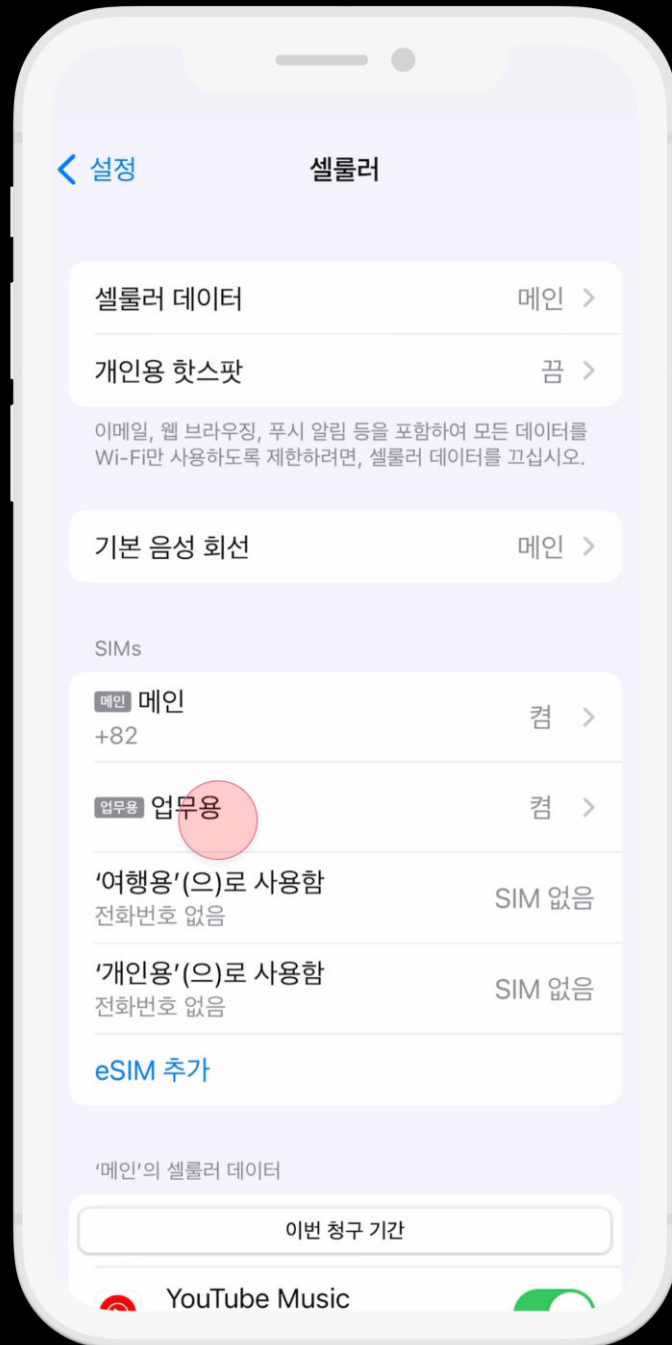 설정
셀룰러
셀룰러 데이터 메인
개인용 핫스팟 끔
이메일, 웹 브라우징, 푸시 알림 등을 포함하여 모든 데이터를
Wi-Fi만 사용하도록 제한하려면, 셀룰러 데이터를 끄십시오.
기본 음성 회선 메인
SIMs
메인 메인 켬
+82
업무용 업무용 켬
‘여행용’(으)로 사용함 SIM 없음
전화번호 없음
‘개인용’(으)로 사용함 SIM 없음
전화번호 없음
eSIM 추가
‘메인’의 셀룰러 데이터
이번 청구 기간
YouTube Music